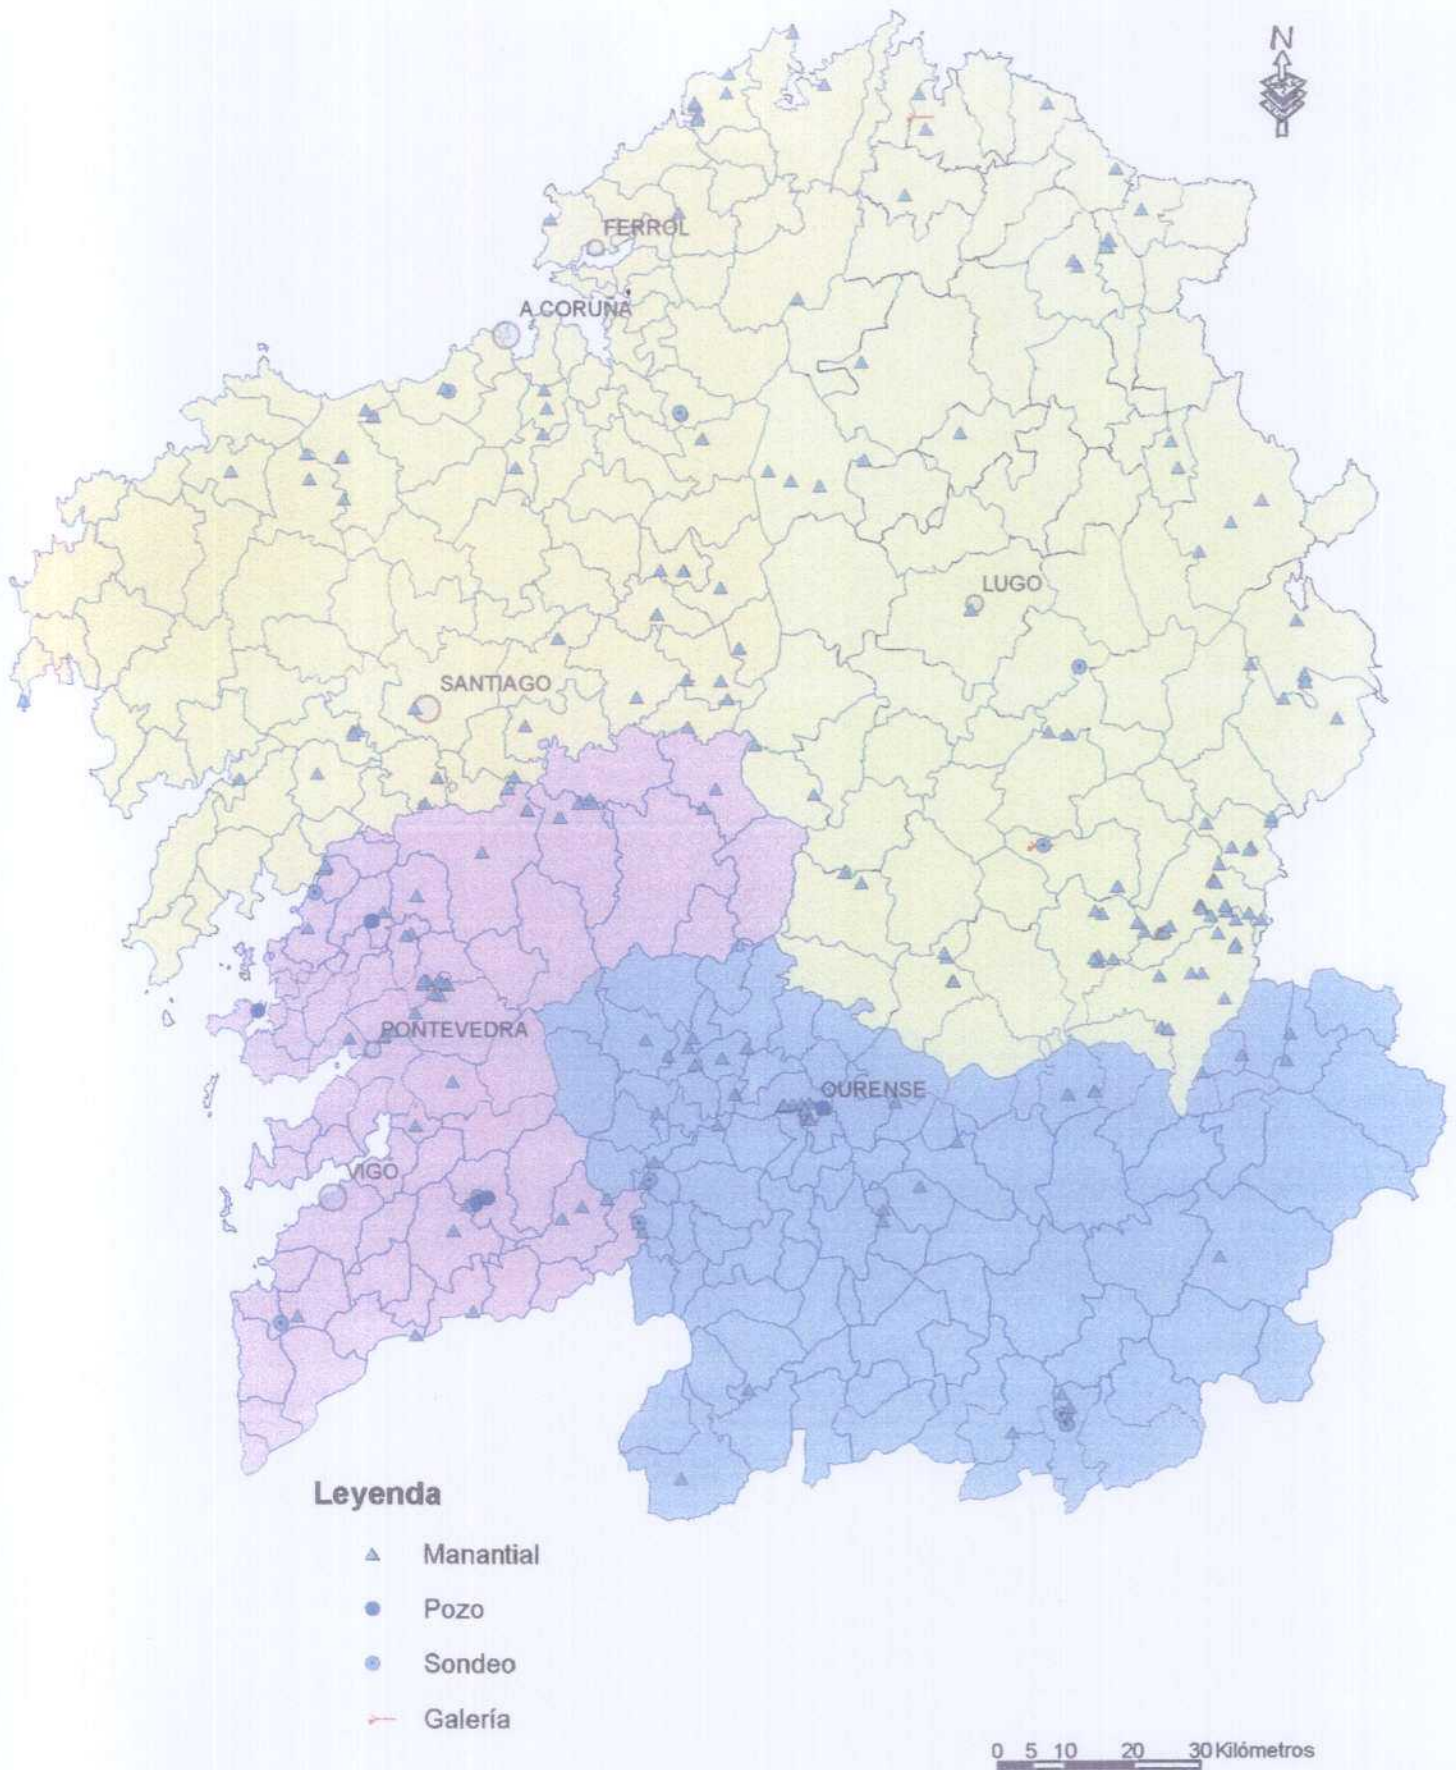 N
FERROL
A CORUÑA
LUGO
SANTIAGO
PONTEVEDRA
OURENSE
VIGO
Leyenda
Manantial
Pozo
Sondeo
Galería
0 5 10 20 30 Kilómetros